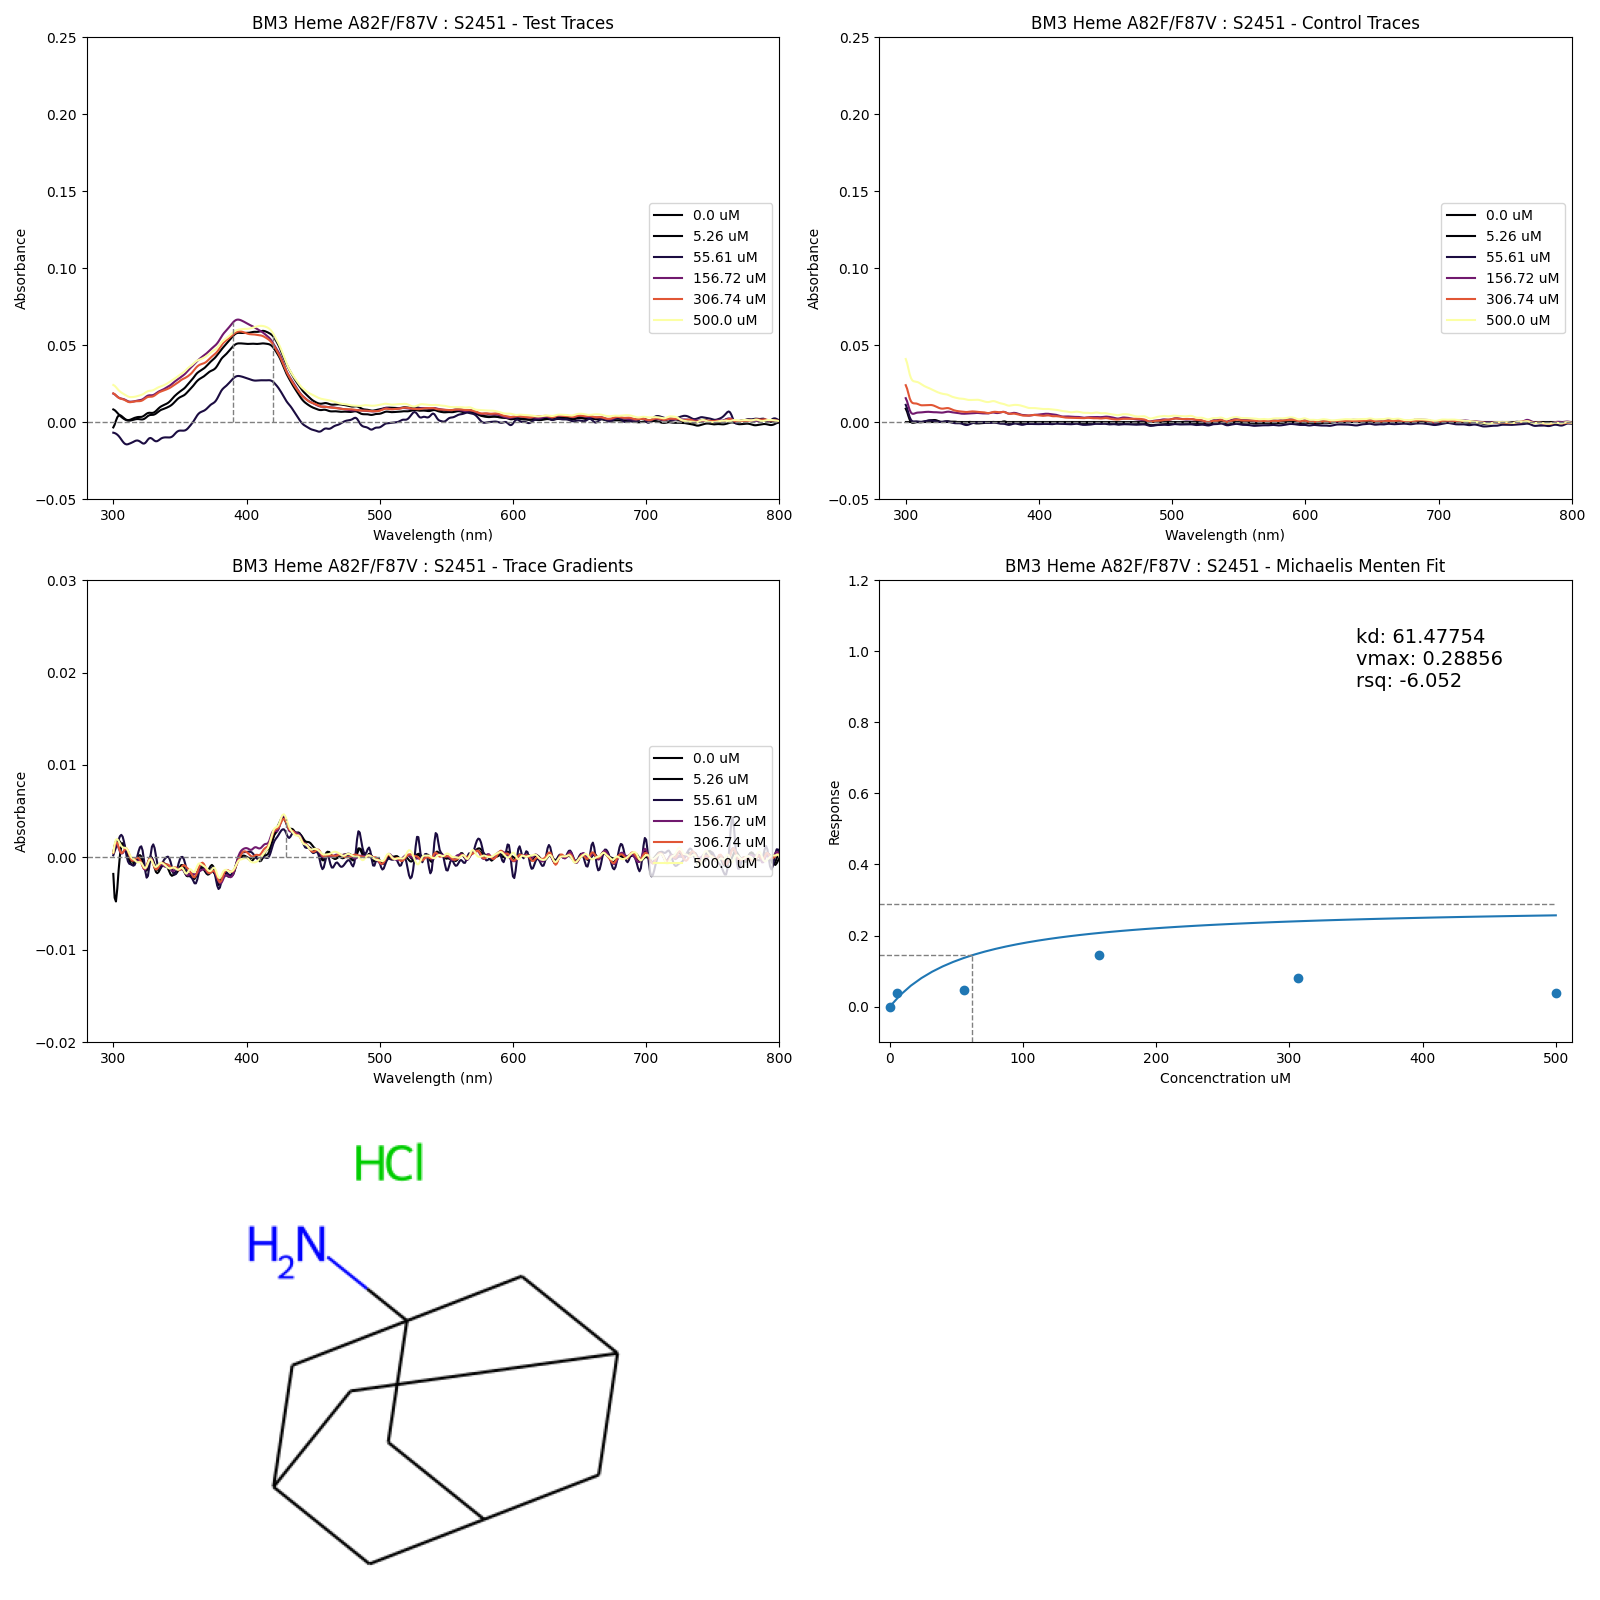 BM3 Heme A82F/F87V : S2451 - Test Traces
0.25
0.20
0.15
0.10
0.05
0.00
−0.05
Absorbance
300
400
500
600
700
800
Wavelength (nm)
0.0 uM
5.26 uM
55.61 uM
156.72 uM
306.74 uM
500.0 uM
BM3 Heme A82F/F87V : S2451 - Control Traces
0.25
0.20
0.15
0.10
0.05
0.00
−0.05
Absorbance
300
400
500
600
700
800
Wavelength (nm)
0.0 uM
5.26 uM
55.61 uM
156.72 uM
306.74 uM
500.0 uM
BM3 Heme A82F/F87V : S2451 - Trace Gradients
0.03
0.02
0.01
0.00
−0.01
−0.02
Absorbance
300
400
500
600
700
800
Wavelength (nm)
0.0 uM
5.26 uM
55.61 uM
156.72 uM
306.74 uM
500.0 uM
BM3 Heme A82F/F87V : S2451 - Michaelis Menten Fit
1.2
1.0
0.8
0.6
0.4
0.2
0.0
Response
0
100
200
300
400
500
Concenctration uM
kd: 61.47754
vmax: 0.28856
rsq: -6.052
HCl
H2N